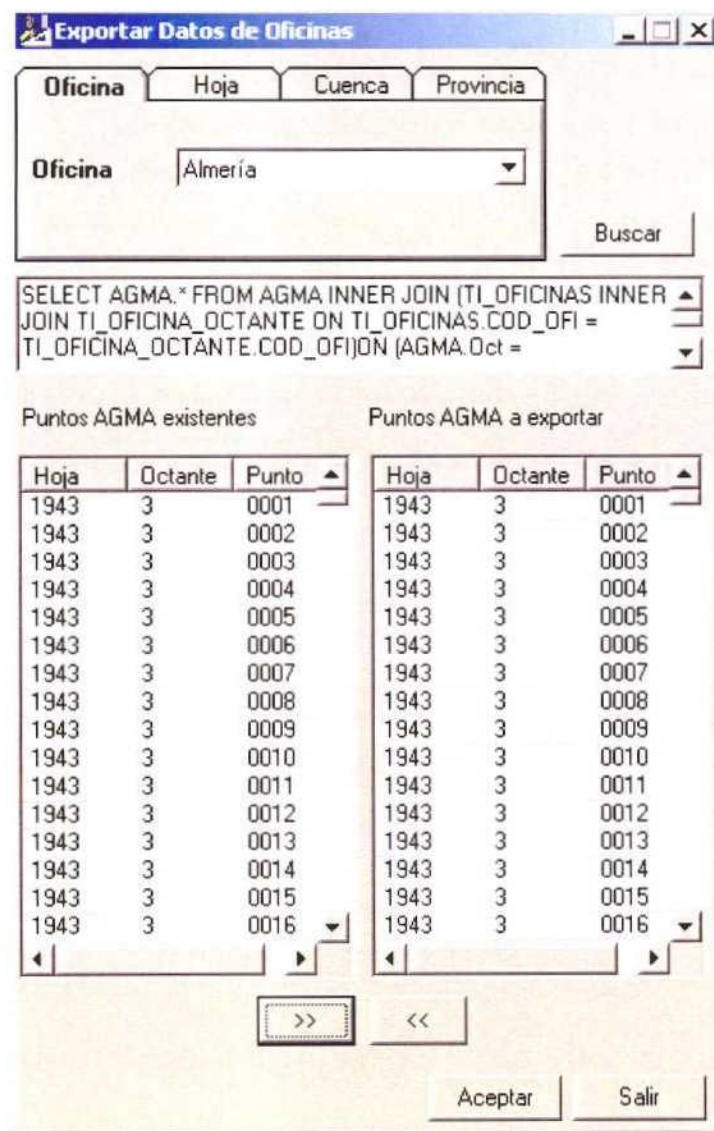 Exportar Datos de Oficinas
Oficina Hoja Cuenca Provincia
Oficina Almería
Buscar
SELECT AGMA.* FROM AGMA INNER JOIN (TI_OFICINAS INNER
JOIN TI_OFICINA_OCTANTE ON TI_OFICINAS.COD_OFI =
TI_OFICINA_OCTANTE.COD_OFI)ON (AGMA.Oct =
Puntos AGMA existentes Puntos AGMA a exportar
Hoja Octante Punto Hoja Octante Punto
1943 3 0001 1943 3 0001
1943 3 0002 1943 3 0002
1943 3 0003 1943 3 0003
1943 3 0004 1943 3 0004
1943 3 0005 1943 3 0005
1943 3 0006 1943 3 0006
1943 3 0007 1943 3 0007
1943 3 0008 1943 3 0008
1943 3 0009 1943 3 0009
1943 3 0010 1943 3 0010
1943 3 0011 1943 3 0011
1943 3 0012 1943 3 0012
1943 3 0013 1943 3 0013
1943 3 0014 1943 3 0014
1943 3 0015 1943 3 0015
1943 3 0016 1943 3 0016
>> <<
Aceptar Salir